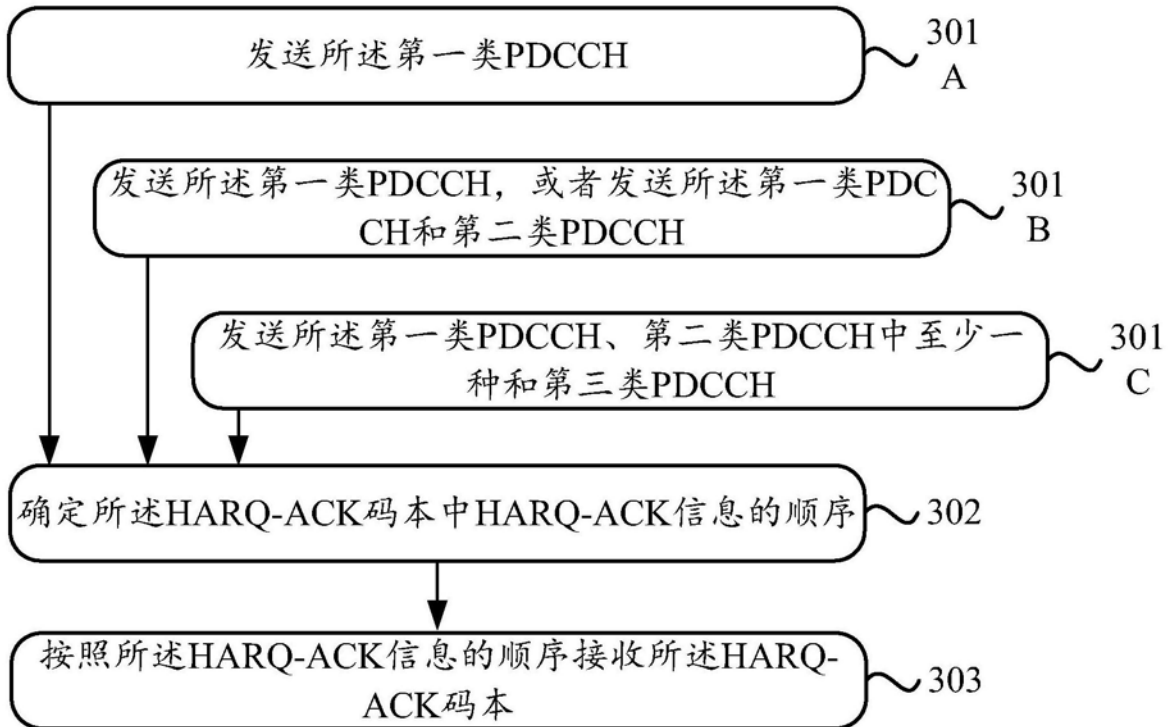 发送所述第一类PDCCH
301
A
发送所述第一类PDCCH，或者发送所述第一类PDC
CH和第二类PDCCH
301
B
发送所述第一类PDCCH、第二类PDCCH中至少一
种和第三类PDCCH
301
C
确定所述HARQ-ACK码本中HARQ-ACK信息的顺序
302
按照所述HARQ-ACK信息的顺序接收所述HARQ-
ACK码本
303